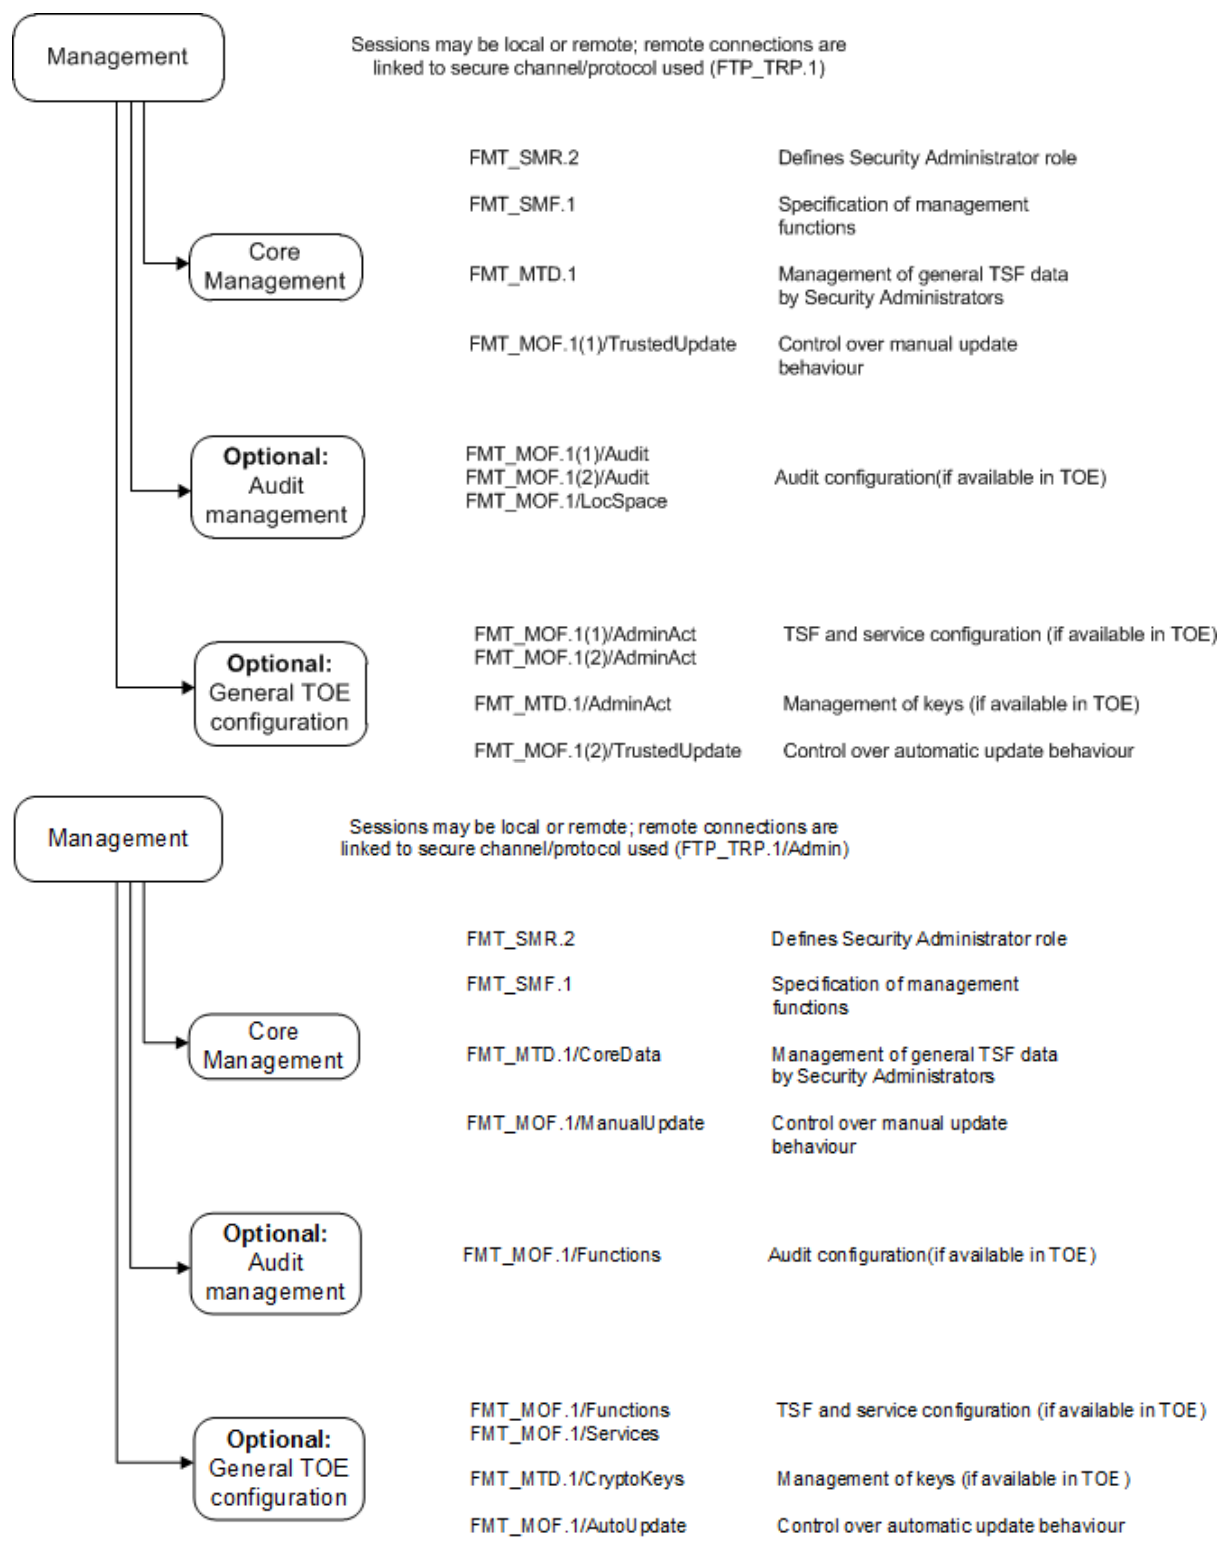 Management
Sessions may be local or remote; remote connections are
linked to secure channel/protocol used (FTP_TRP.1)
FMT_SMR.2 Defines Security Administrator role
FMT_SMF.1 Specification of management
functions
Core
Management
FMT_MTD.1 Management of general TSF data
by Security Administrators
FMT_MOF.1(1)/TrustedUpdate Control over manual update
behaviour
Optional:
Audit
management
FMT_MOF.1(1)/Audit
FMT_MOF.1(2)/Audit Audit configuration(if available in TOE)
FMT_MOF.1/LocSpace
Optional:
General TOE
configuration
FMT_MOF.1(1)/AdminAct TSF and service configuration (if available in TOE)
FMT_MOF.1(2)/AdminAct
FMT_MTD.1/AdminAct Management of keys (if available in TOE)
FMT_MOF.1(2)/TrustedUpdate Control over automatic update behaviour
Management
Sessions may be local or remote; remote connections are
linked to secure channel/protocol used (FTP_TRP.1/Admin)
FMT_SMR.2 Defines Security Administrator role
FMT_SMF.1 Specification of management
functions
Core
Management
FMT_MTD.1/CoreData Management of general TSF data
by Security Administrators
FMT_MOF.1/ManualUpdate Control over manual update
behaviour
Optional:
Audit
management
FMT_MOF.1/Functions Audit configuration(if available in TOE)
Optional:
General TOE
configuration
FMT_MOF.1/Functions TSF and service configuration (if available in TOE)
FMT_MOF.1/Services
FMT_MTD.1/CryptoKeys Management of keys (if available in TOE )
FMT_MOF.1/AutoUpdate Control over automatic update behaviour